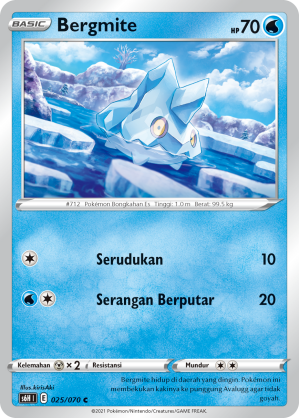 BASIC Bergmite HP70
#712 Pokémon Bongkahan Es Tinggi: 1.0 m Berat: 99.5 kg
Serudukan 10
Serangan Berputar 20
Kelemahan ×2 Resistansi Mundur
Bergmite hidup di daerah yang dingin. Pokémon ini
membekukan kakinya ke punggung Avalugg agar tidak
goyah.
Illus.kirisAki
S6H I E 025/070 C
©2021 Pokémon/Nintendo/Creatures/GAME FREAK